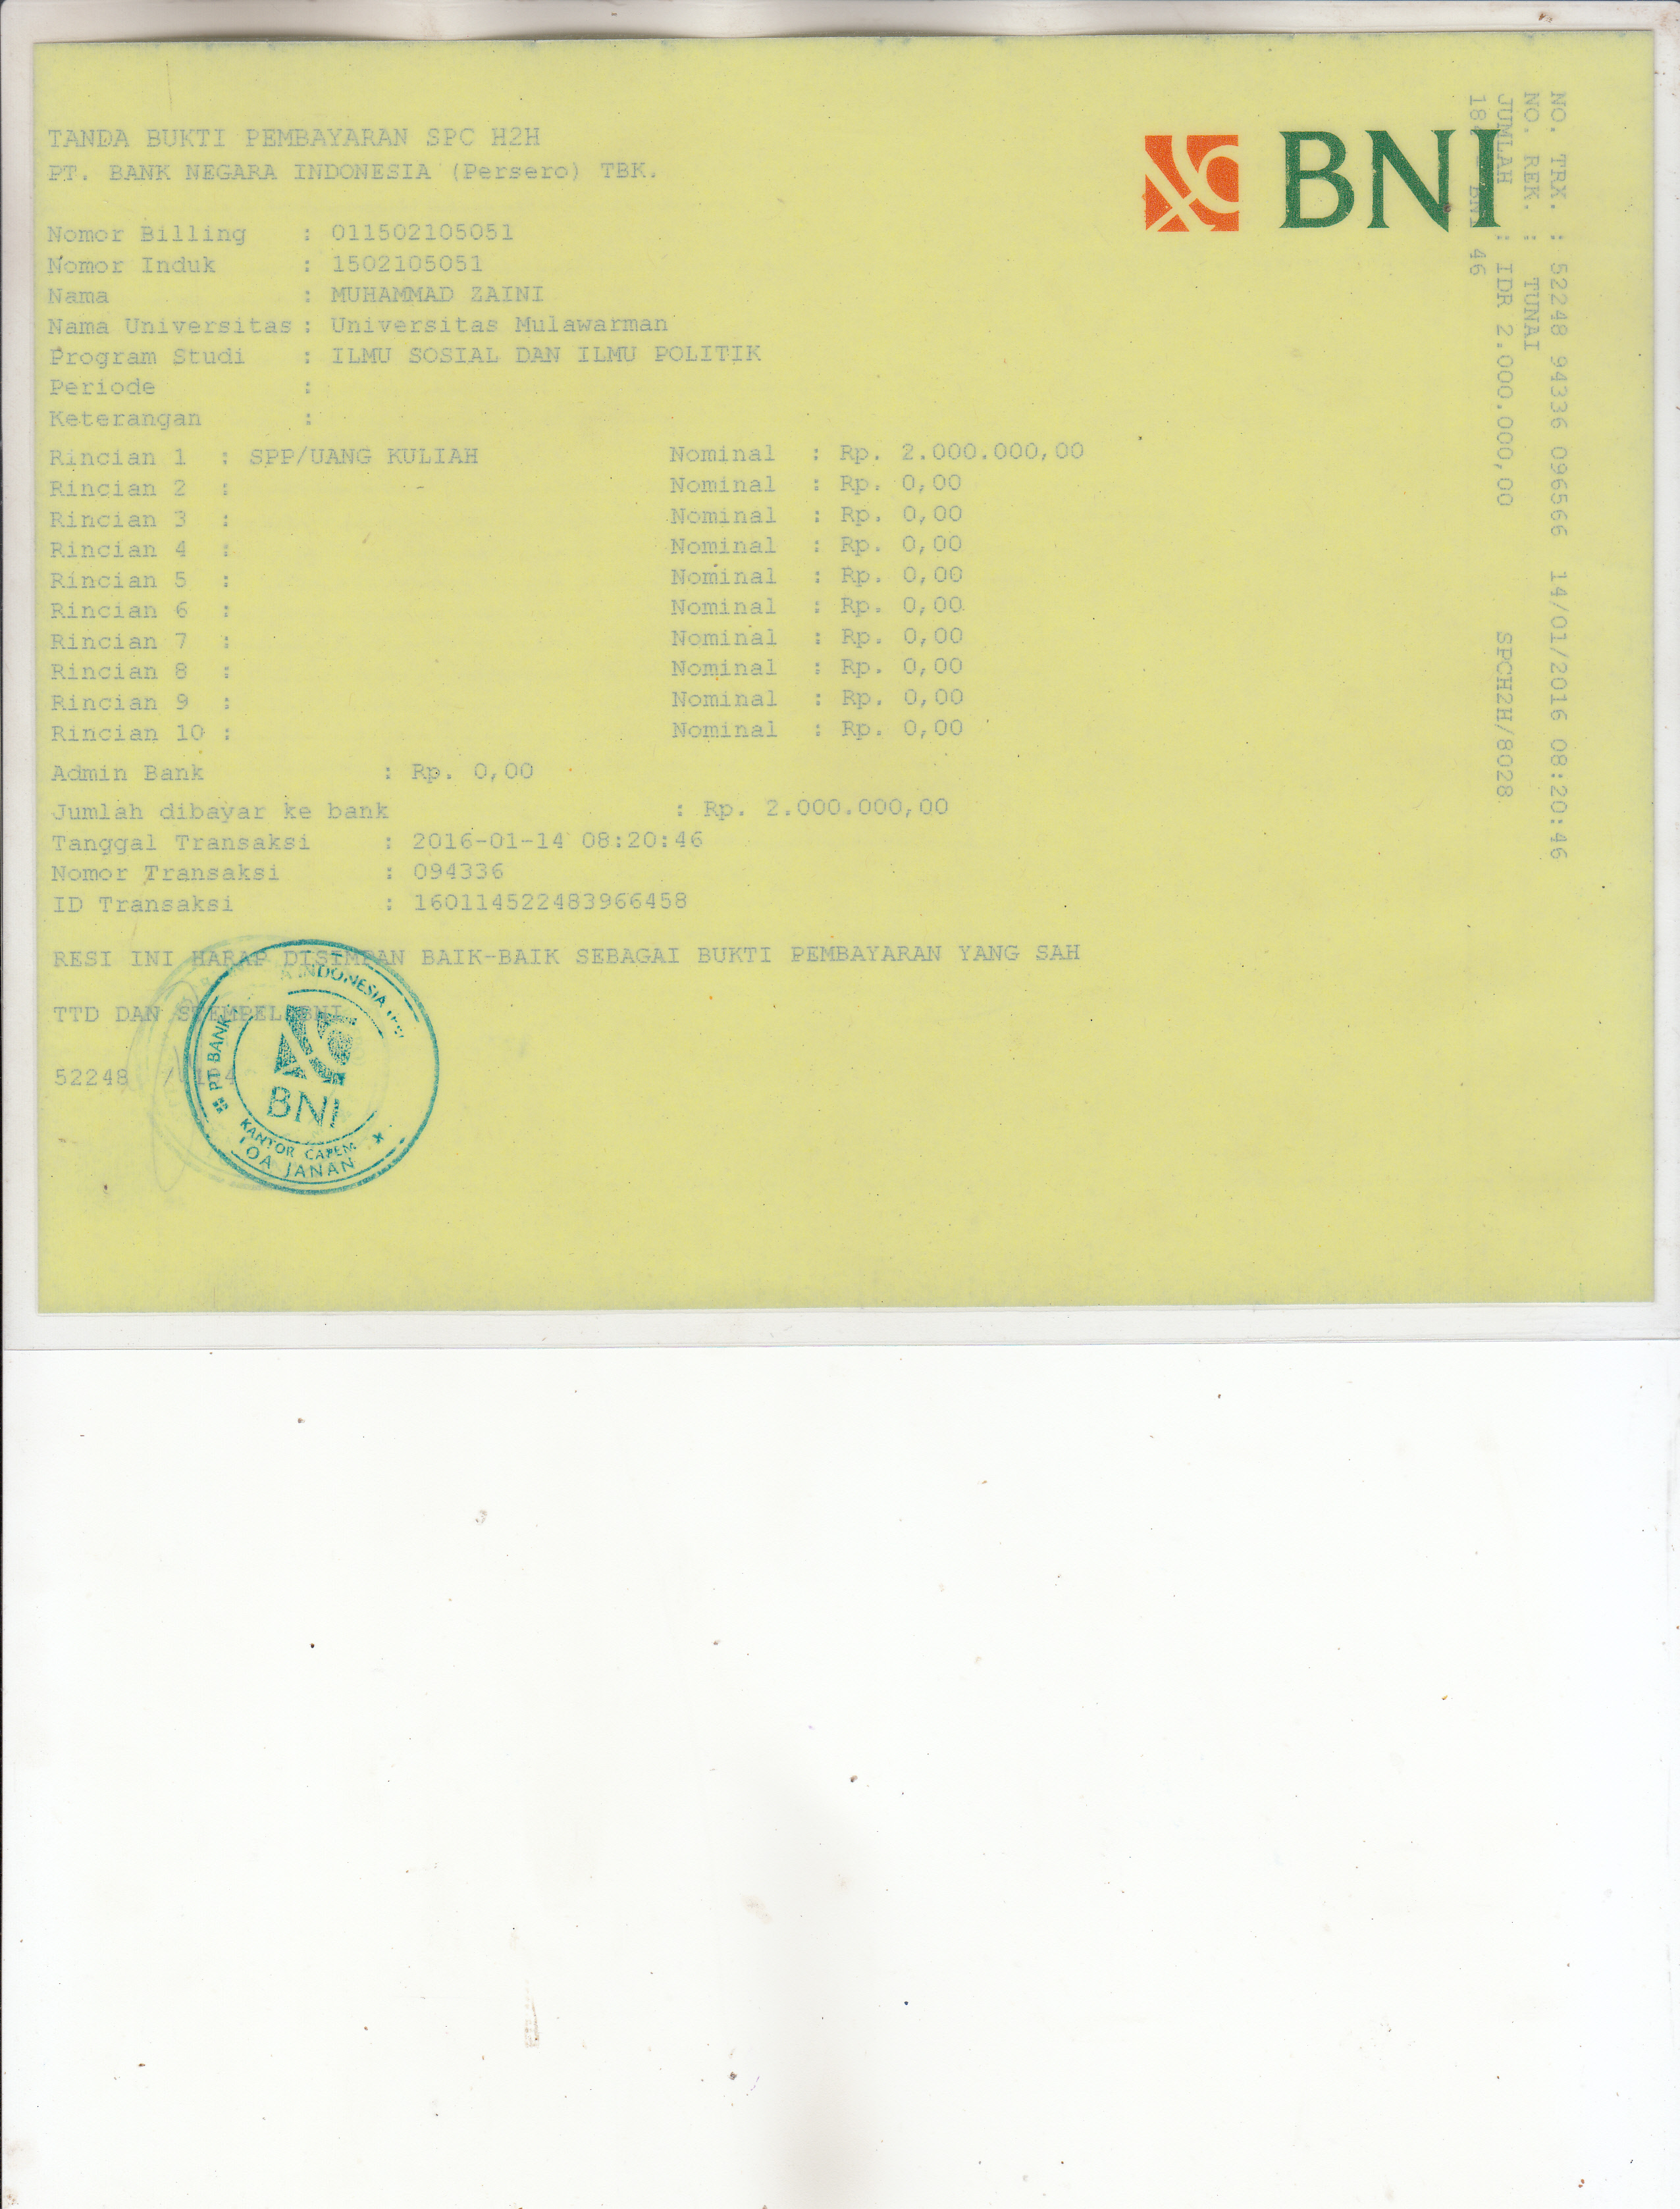 TANDA BUKTI PEMBAYARAN SPC H2H
PT. BANK NEGARA INDONESIA (Persero) TBK.
BNI
Nomor Billing : 011502105051
Nomor Induk : 1502105051
Nama : MUHAMMAD ZAINI
Nama Universitas : Universitas Mulawarman
Program Studi : ILMU SOSIAL DAN ILMU POLITIK
Periode :
Keterangan :
Rincian 1 : SPP/UANG KULIAH Nominal : Rp. 2.000.000,00
Rincian 2 : Nominal : Rp. 0,00
Rincian 3 : Nominal : Rp. 0,00
Rincian 4 : Nominal : Rp. 0,00
Rincian 5 : Nominal : Rp. 0,00
Rincian 6 : Nominal : Rp. 0,00
Rincian 7 : Nominal : Rp. 0,00
Rincian 8 : Nominal : Rp. 0,00
Rincian 9 : Nominal : Rp. 0,00
Rincian 10 : Nominal : Rp. 0,00
Admin Bank : Rp. 0,00
Jumlah dibayar ke bank : Rp. 2.000.000,00
Tanggal Transaksi : 2016-01-14 08:20:46
Nomor Transaksi : 094336
ID Transaksi : 160114522483966458
RESI INI HARAP DISIMPAN BAIK-BAIK SEBAGAI BUKTI PEMBAYARAN YANG SAH
TTD DAN STEMPEL BNI
52248
PT BANK INDONESIA
BNI
KANTOR CAPEM
LOA JANAN
NO. TRX. : 52248 94336 096566 14/01/2016 08:20:46
NO. REK. : TUNAI
JUMLAH : IDR 2.000.000,00 SPCH2H/8028
46